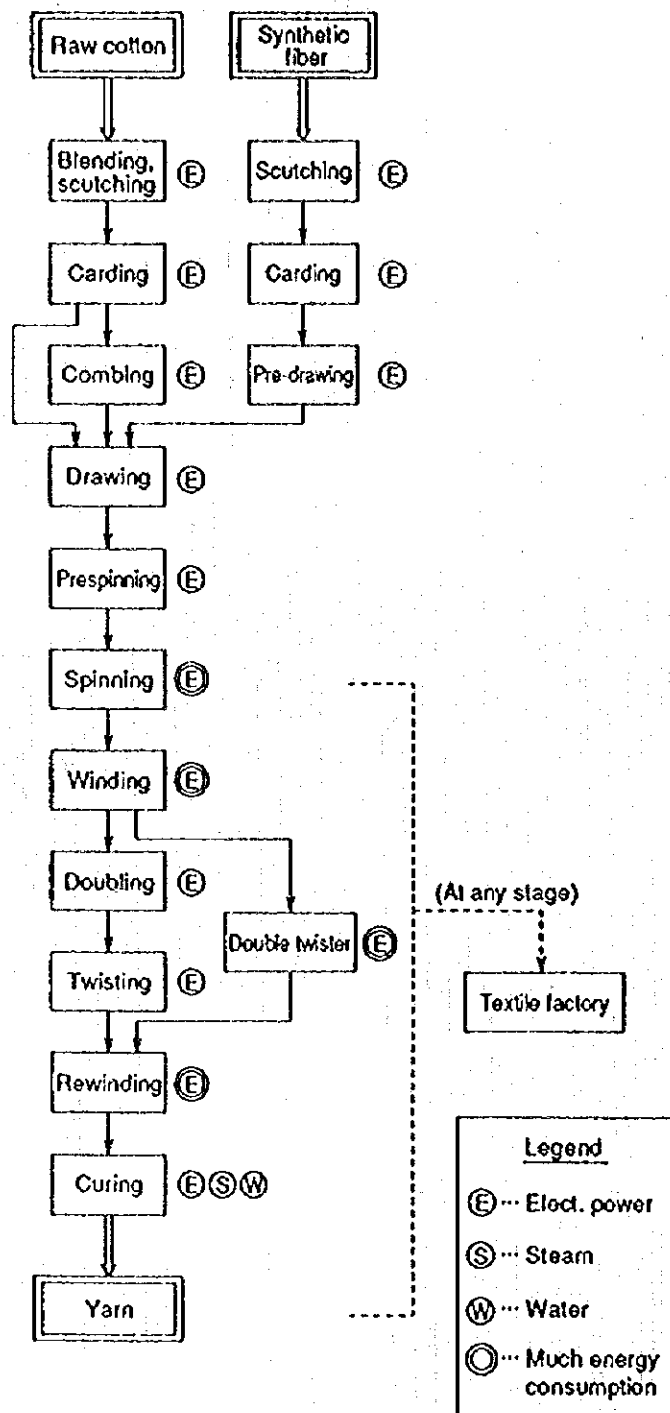 Raw cotton
Synthetic
fiber
Blending,
scutching
E
Scutching
E
Carding
E
Carding
E
Combing
E
Pre-drawing
E
Drawing
E
Prespinning
E
Spinning
E
Winding
E
Doubling
E
(At any stage)
Double twister
E
Twisting
E
Textile factory
Rewinding
E
Curing
E S W
Yarn
Legend
E ... Elect. power
S ... Steam
W ... Water
... Much energy
consumption